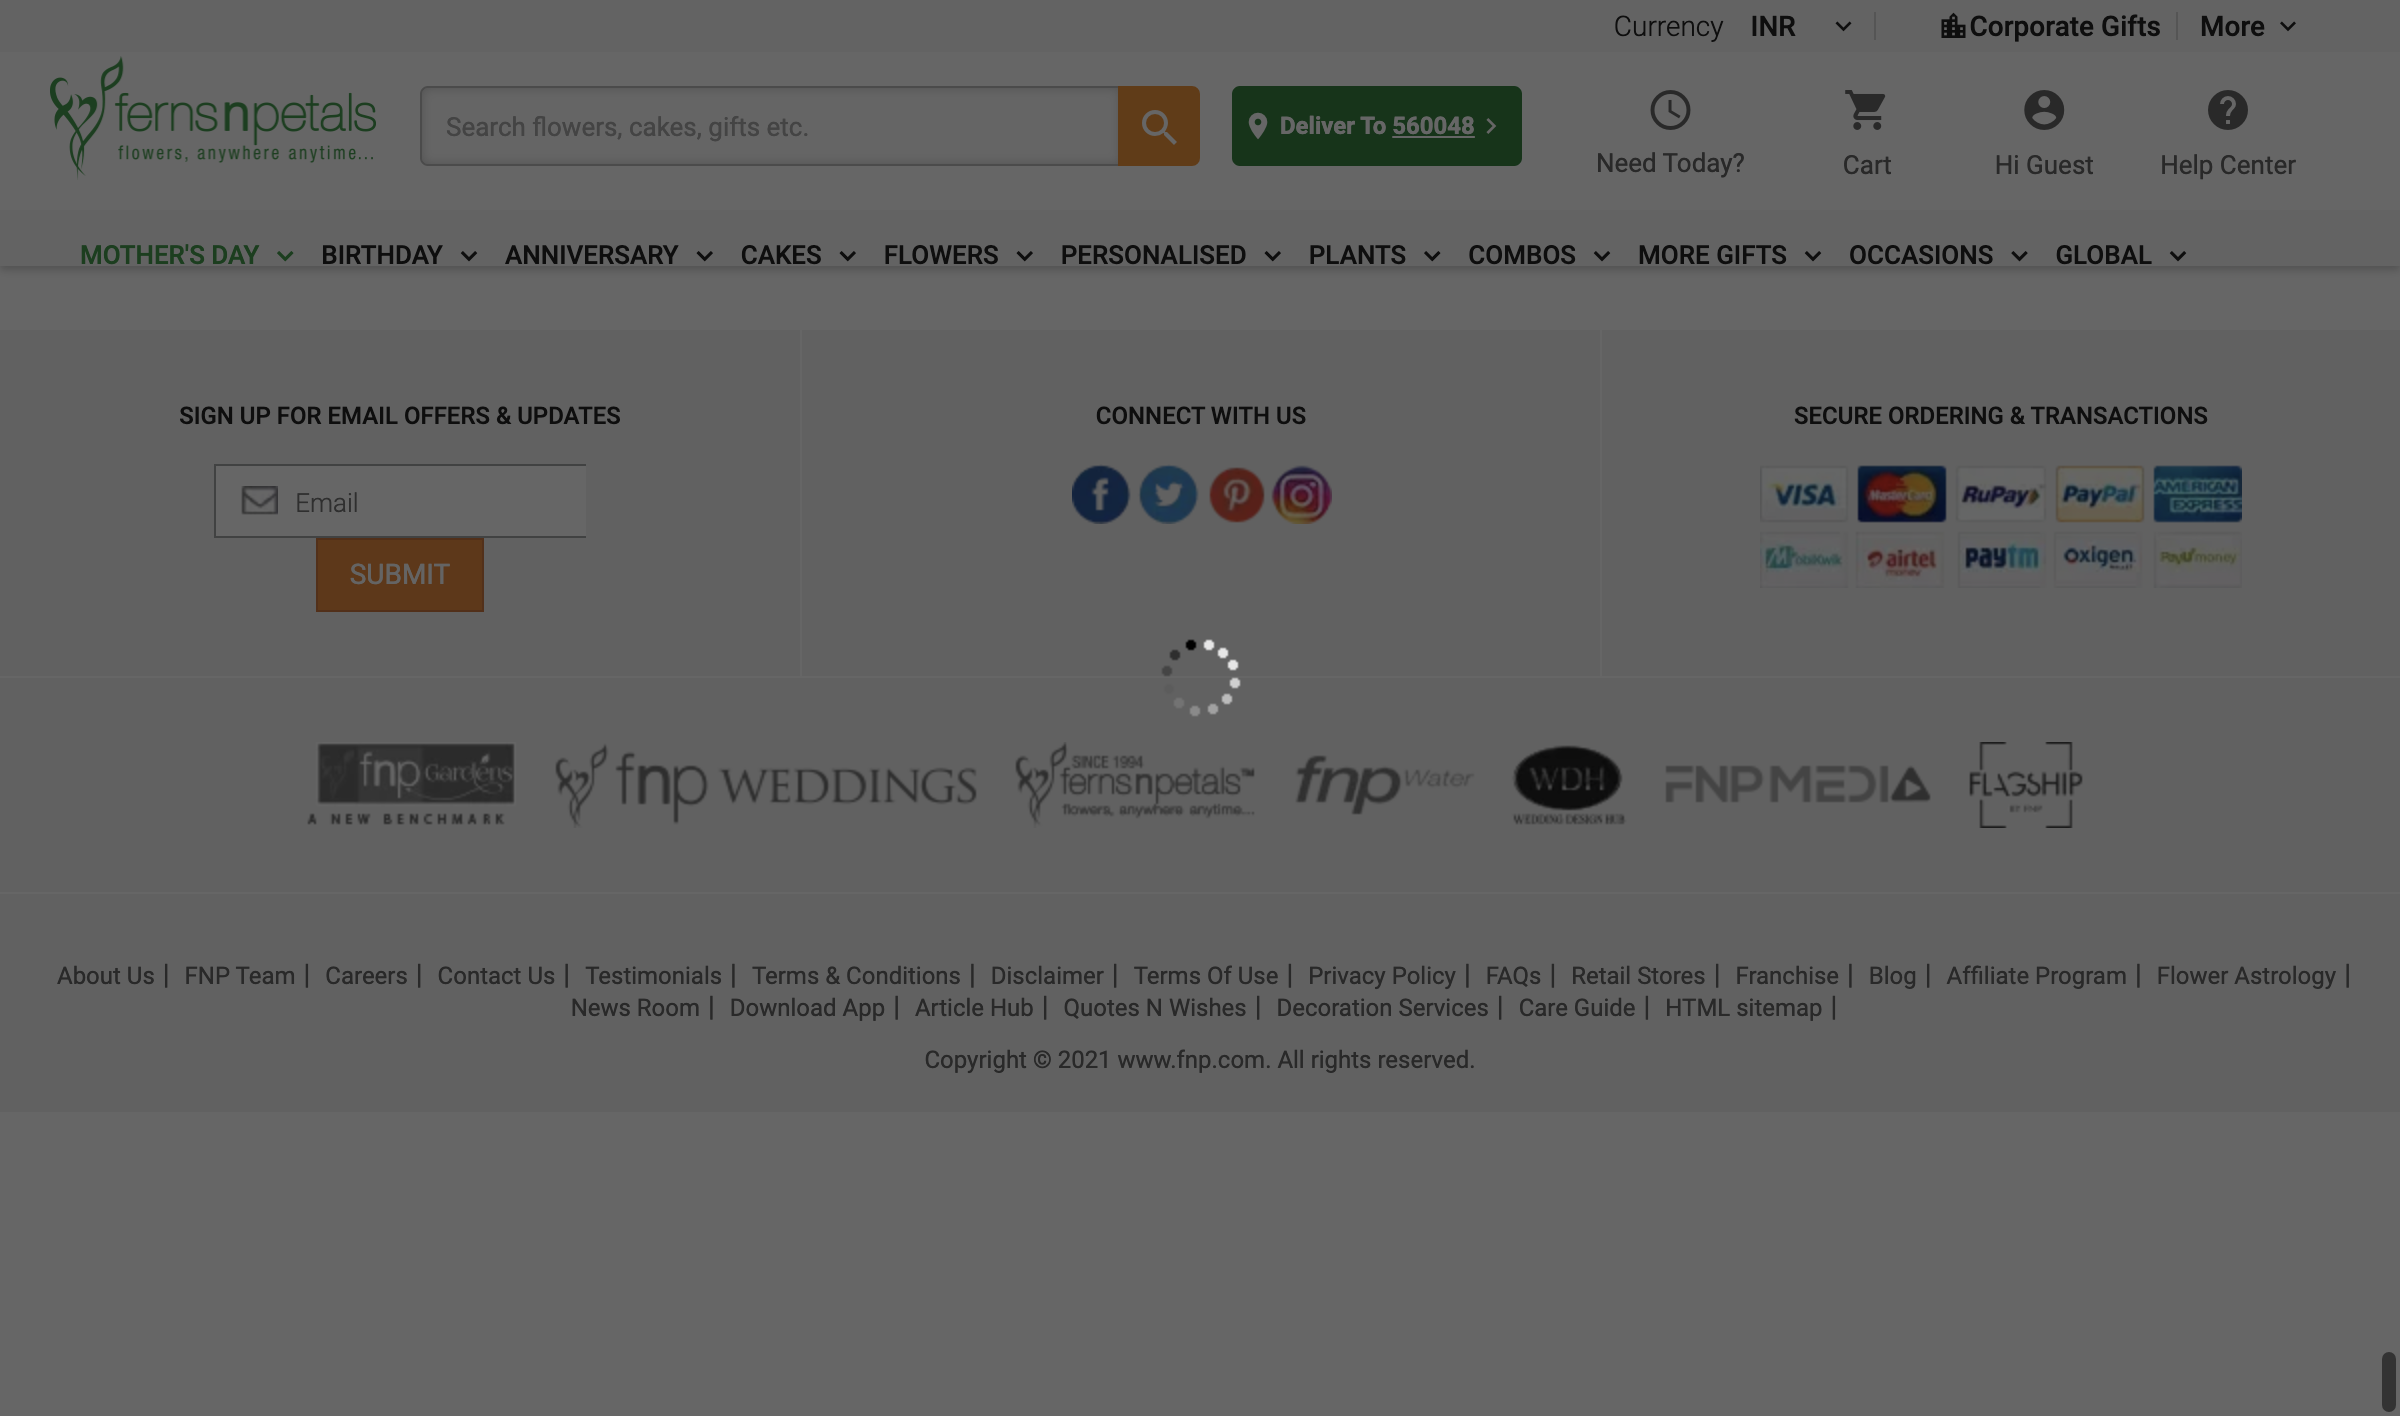 Currency INR Corporate Gifts More
fernsnpetals
flowers, anywhere anytime...
Search flowers, cakes, gifts etc.
Deliver To 560048
Need Today? Cart Hi Guest Help Center
MOTHER'S DAY BIRTHDAY ANNIVERSARY CAKES FLOWERS PERSONALISED PLANTS COMBOS MORE GIFTS OCCASIONS GLOBAL
SIGN UP FOR EMAIL OFFERS & UPDATES
Email
SUBMIT
CONNECT WITH US
SECURE ORDERING & TRANSACTIONS
VISA MasterCard RuPay PayPal AMERICAN EXPRESS
MobiKwik airtel money paytm oxigen PayUmoney
fnp Gardens
A NEW BENCHMARK
fnp WEDDINGS
SINCE 1994
fernsnpetals™
flowers, anywhere anytime...
fnp Water
WDH
WEDDING DESIGN HUB
FNP MEDIA
FLAGSHIP
BY FNP
About Us | FNP Team | Careers | Contact Us | Testimonials | Terms & Conditions | Disclaimer | Terms Of Use | Privacy Policy | FAQs | Retail Stores | Franchise | Blog | Affiliate Program | Flower Astrology |
News Room | Download App | Article Hub | Quotes N Wishes | Decoration Services | Care Guide | HTML sitemap |
Copyright © 2021 www.fnp.com. All rights reserved.